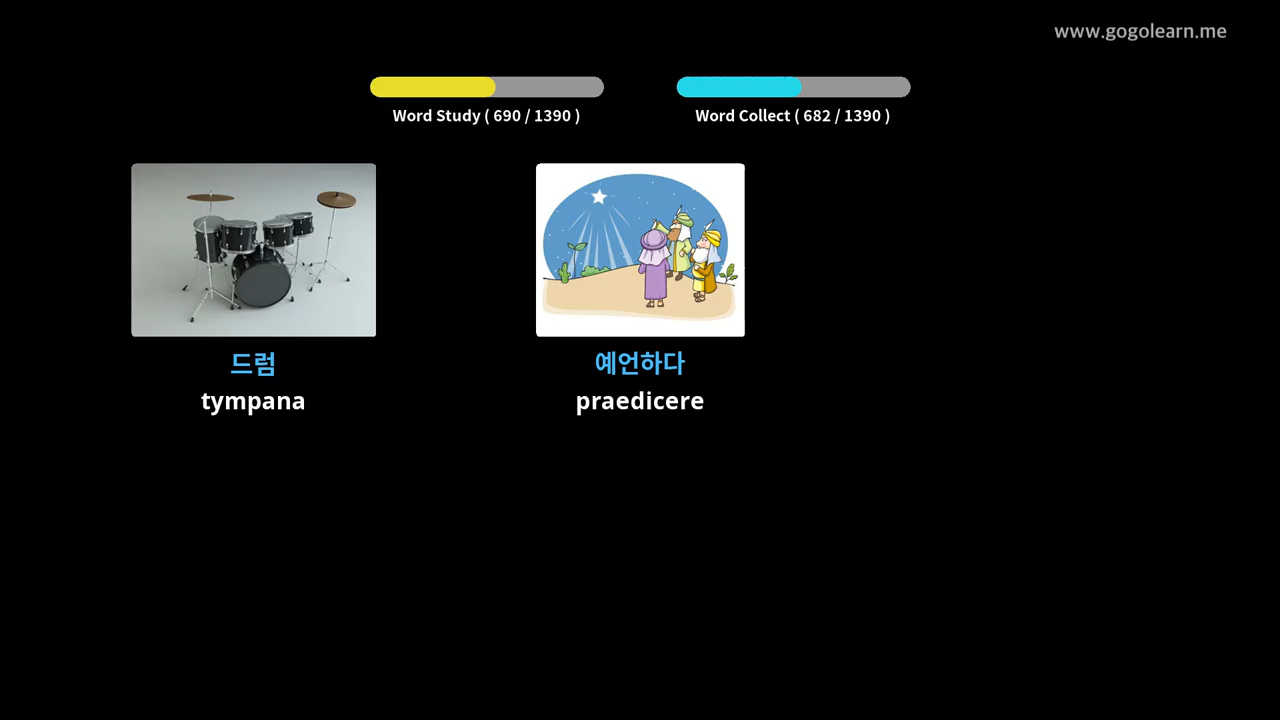 www.gogolearn.me
Word Study ( 690 / 1390 )
Word Collect ( 682 / 1390 )
드럼
tympana
예언하다
praedicere